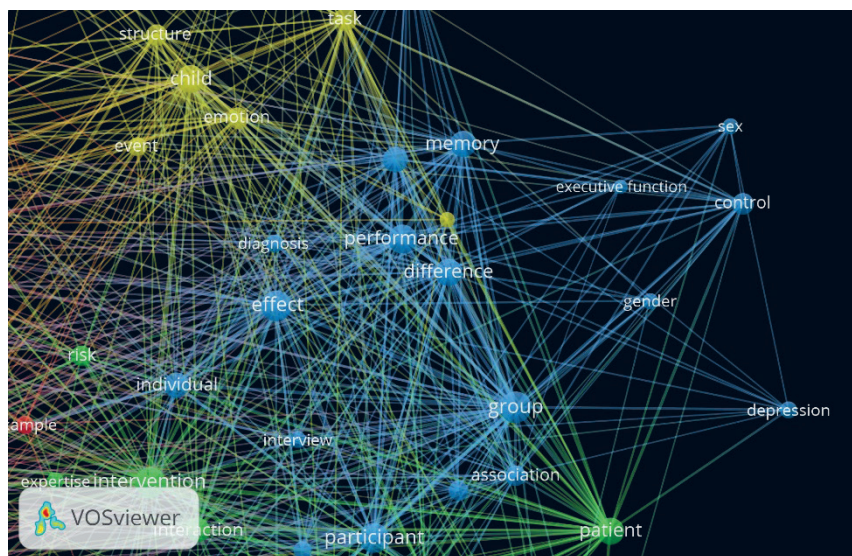 task
structure
child
emotion
event
memory
sex
executive function
control
performance
diagnosis
difference
effect
gender
risk
individual
group
depression
ample
interview
association
expertise
intervention
VOSviewer
interaction
participant
patient